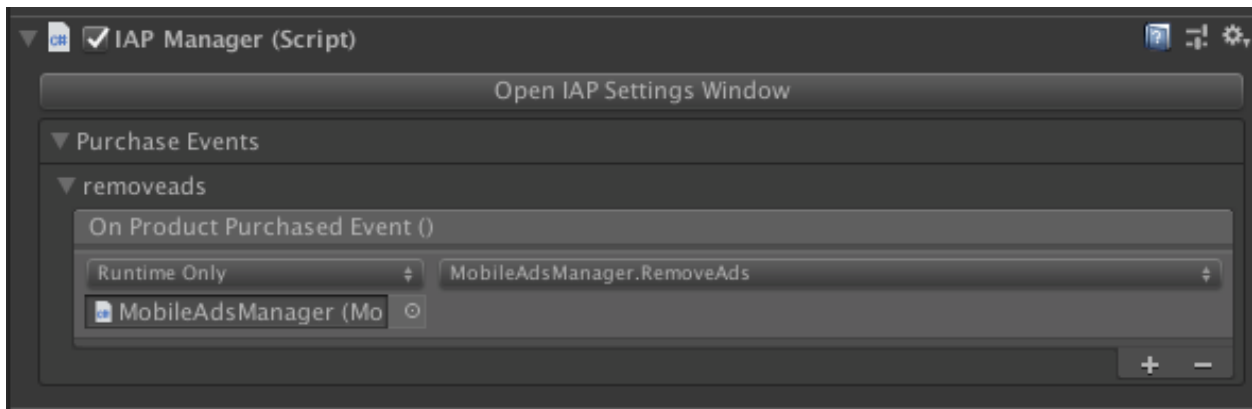 IAP Manager (Script)
Open IAP Settings Window
Purchase Events
removeads
On Product Purchased Event ()
Runtime Only MobileAdsManager.RemoveAds
MobileAdsManager (Mo